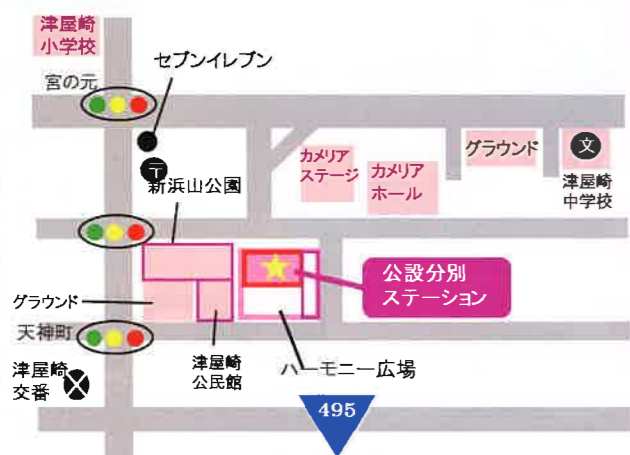 津屋崎
小学校
セブンイレブン
宮の元
〒
新浜山公園
カメリア
ステージ
カメリア
ホール
グラウンド
文
津屋崎
中学校
公設分別
ステーション
グラウンド
天神町
津屋崎
交番
津屋崎
公民館
ハーモニー広場
495